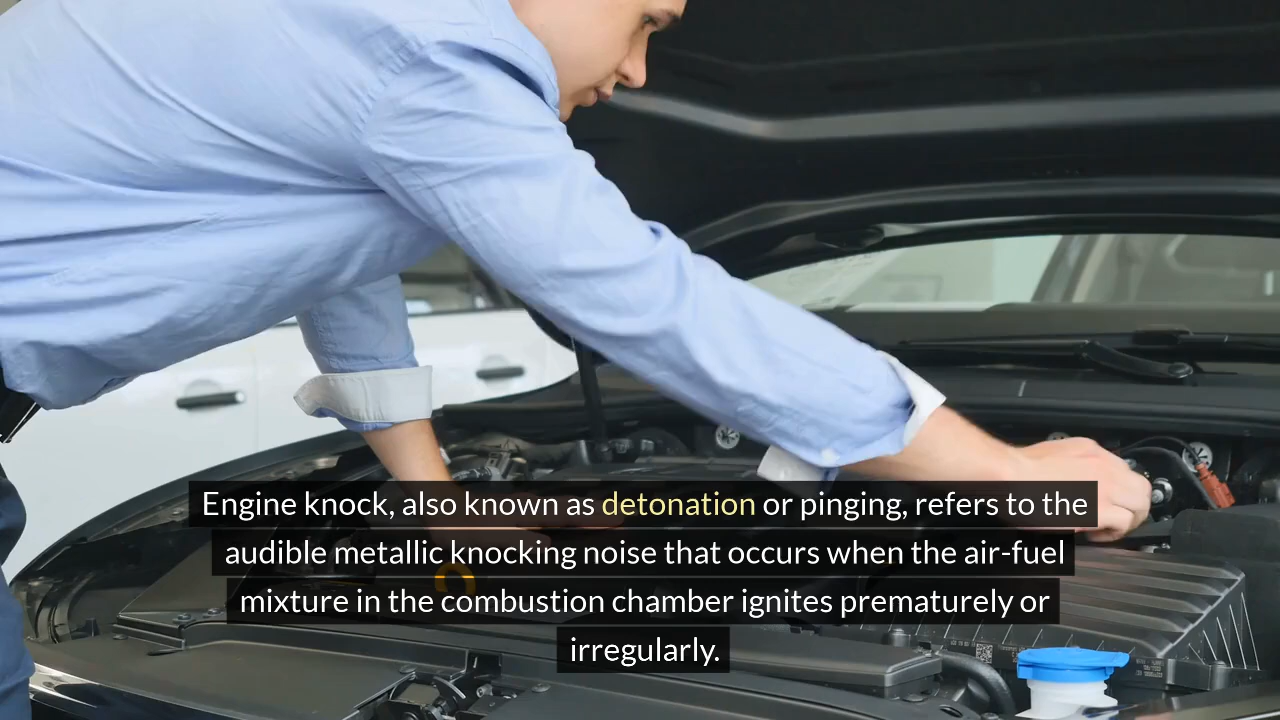 Engine knock, also known as detonation or pinging, refers to the
audible metallic knocking noise that occurs when the air-fuel
mixture in the combustion chamber ignites prematurely or
irregularly.